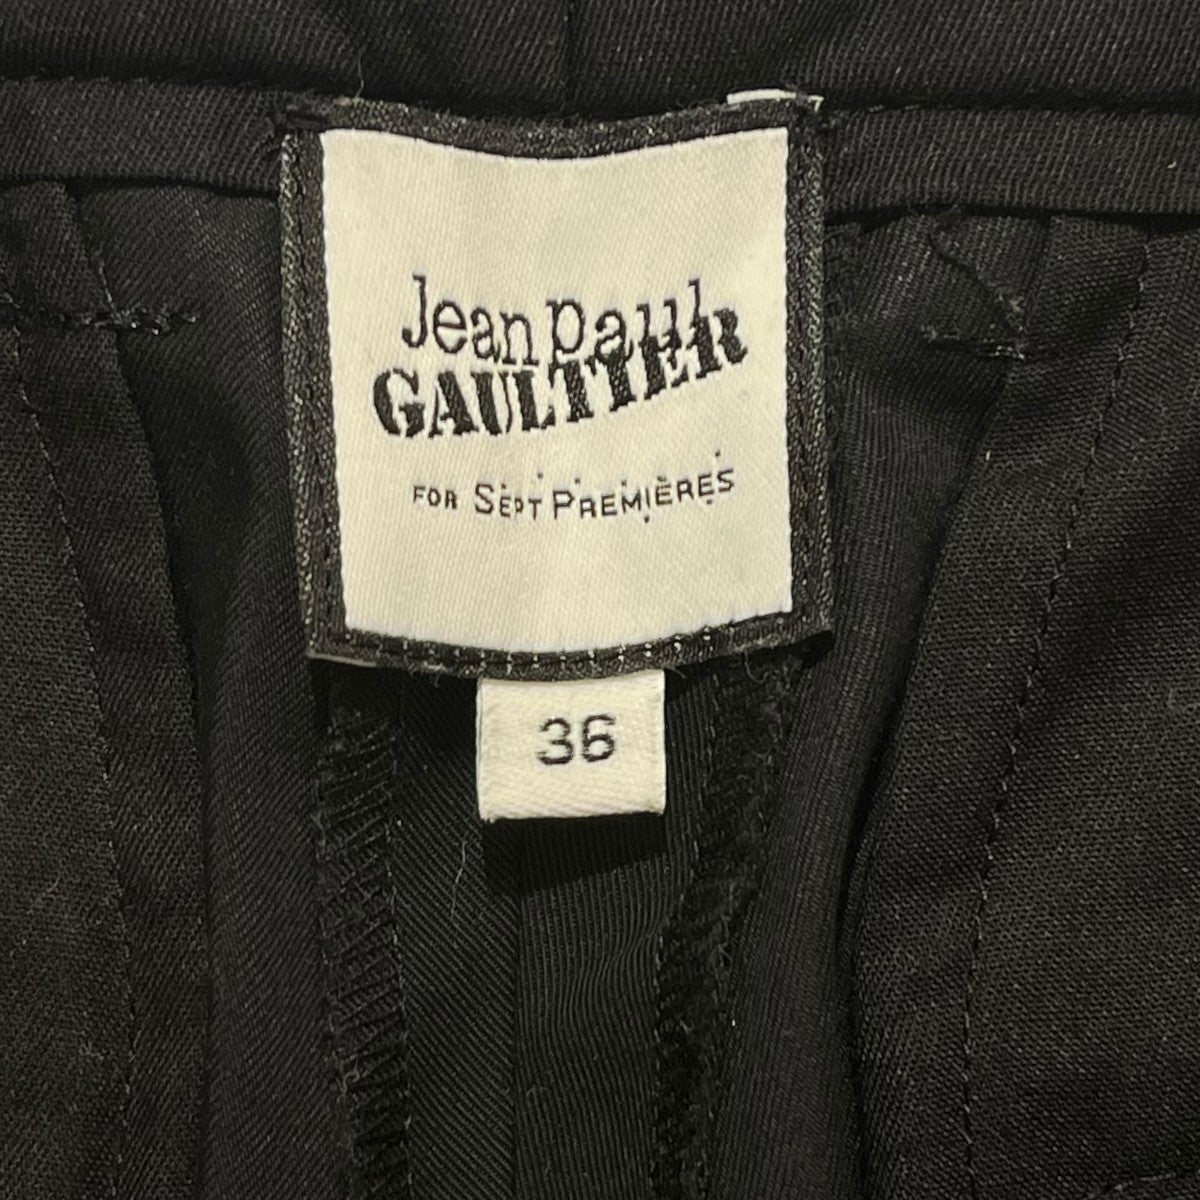 Jean Paul
GAULTIER
FOR SEPT PREMIÈRES
36